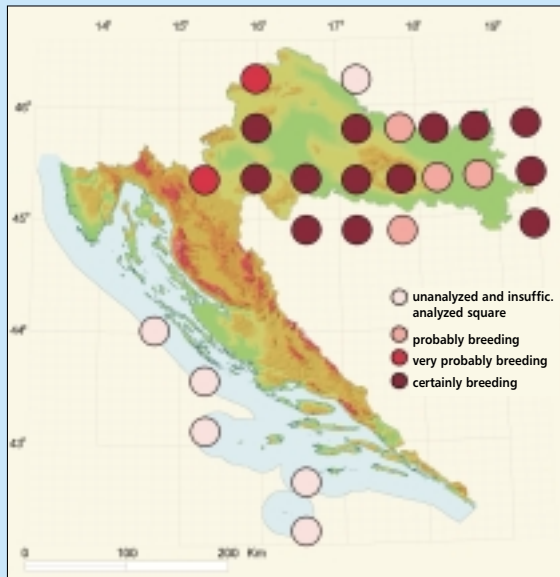 14° 15° 16° 17° 18° 19°
46°
45°
44°
43°
unanalyzed and insuffic.
analyzed square
probably breeding
very probably breeding
certainly breeding
0 100 200 Km